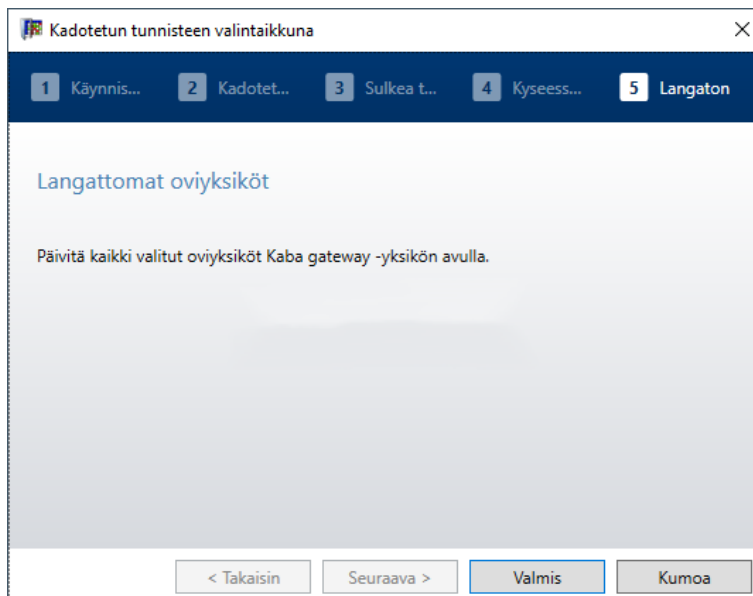 Kadotetun tunnisteen valintaikkuna
1 Käynnis... 2 Kadotet... 3 Sulkea t... 4 Kyseess... 5 Langaton
Langattomat oviyksiköt
Päivitä kaikki valitut oviyksiköt Kaba gateway -yksikön avulla.
< Takaisin Seuraava > Valmis Kumoa